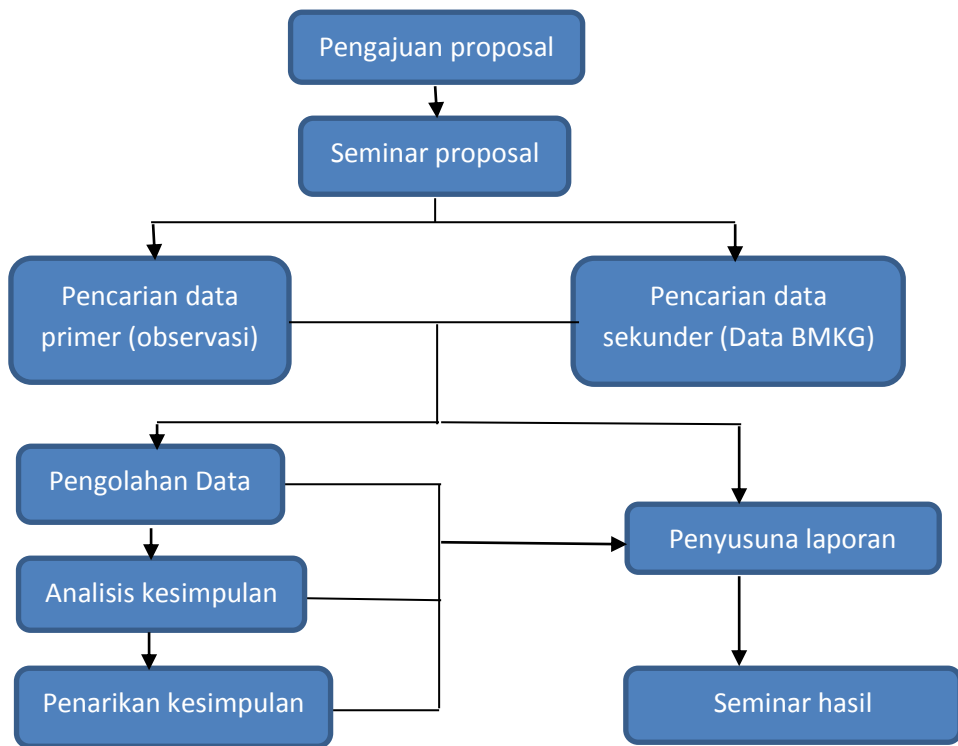 Pengajuan proposal
Seminar proposal
Pencarian data
primer (observasi)
Pencarian data
sekunder (Data BMKG)
Pengolahan Data
Analisis kesimpulan
Penarikan kesimpulan
Penyusuna laporan
Seminar hasil